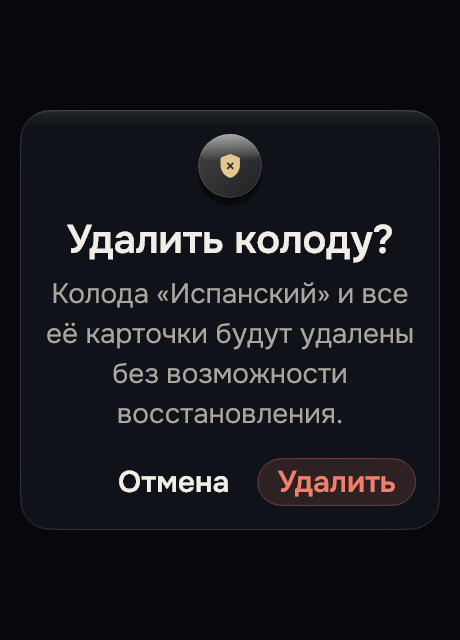 Удалить колоду?
Колода «Испанский» и все
её карточки будут удалены
без возможности
восстановления.
Отмена
Удалить